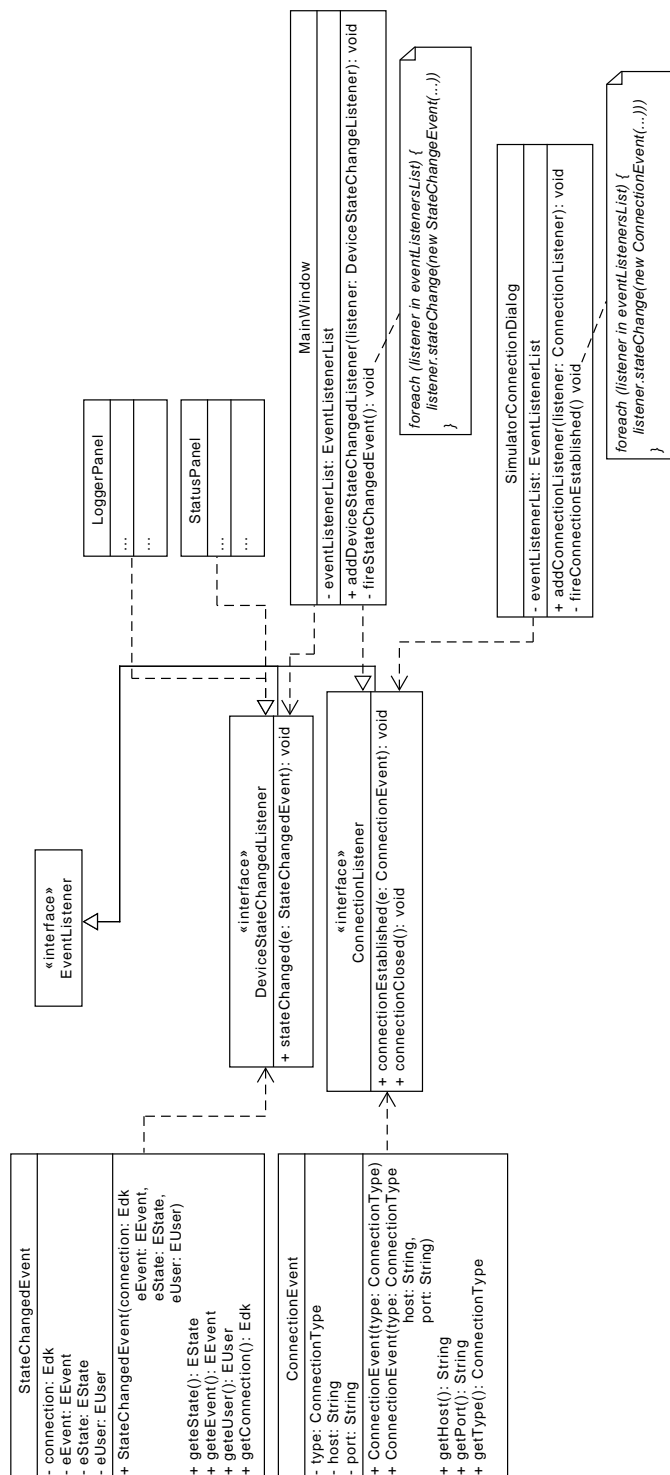 StateChangedEvent
- connection: Edk
- eEvent: EEvent
- eState: EState
- eUser: EUser
+ StateChangedEvent(connection: Edk
eEvent: EEvent,
eState: EState,
eUser: EUser)
+ geteState(): EState
+ geteEvent(): EEvent
+ geteUser(): EUser
+ getConnection(): Edk
ConnectionEvent
- type: ConnectionType
- host: String
- port: String
+ ConnectionEvent(type: ConnectionType)
+ ConnectionEvent(type: ConnectionType
host: String,
port: String)
+ getHost(): String
+ getPort(): String
+ getType(): ConnectionType
«interface»
EventListener
«interface»
DeviceStateChangedListener
+ stateChanged(e: StateChangedEvent): void
«interface»
ConnectionListener
+ connectionEstablished(e: ConnectionEvent): void
+ connectionClosed(): void
LoggerPanel
...
...
StatusPanel
...
...
MainWindow
- eventListenerList: EventListenerList
+ addDeviceStateChangedListener(listener: DeviceStateChangeListener): void
- fireStateChangedEvent(): void
foreach (listener in eventListenersList) {
listener.stateChange(new StateChangeEvent(...))
}
SimulatorConnectionDialog
- eventListenerList: EventListenerList
+ addConnectionListener(listener: ConnectionListener): void
- fireConnectionEstablished() void
foreach (listener in eventListenersList) {
listener.stateChange(new ConnectionEvent(...)))
}